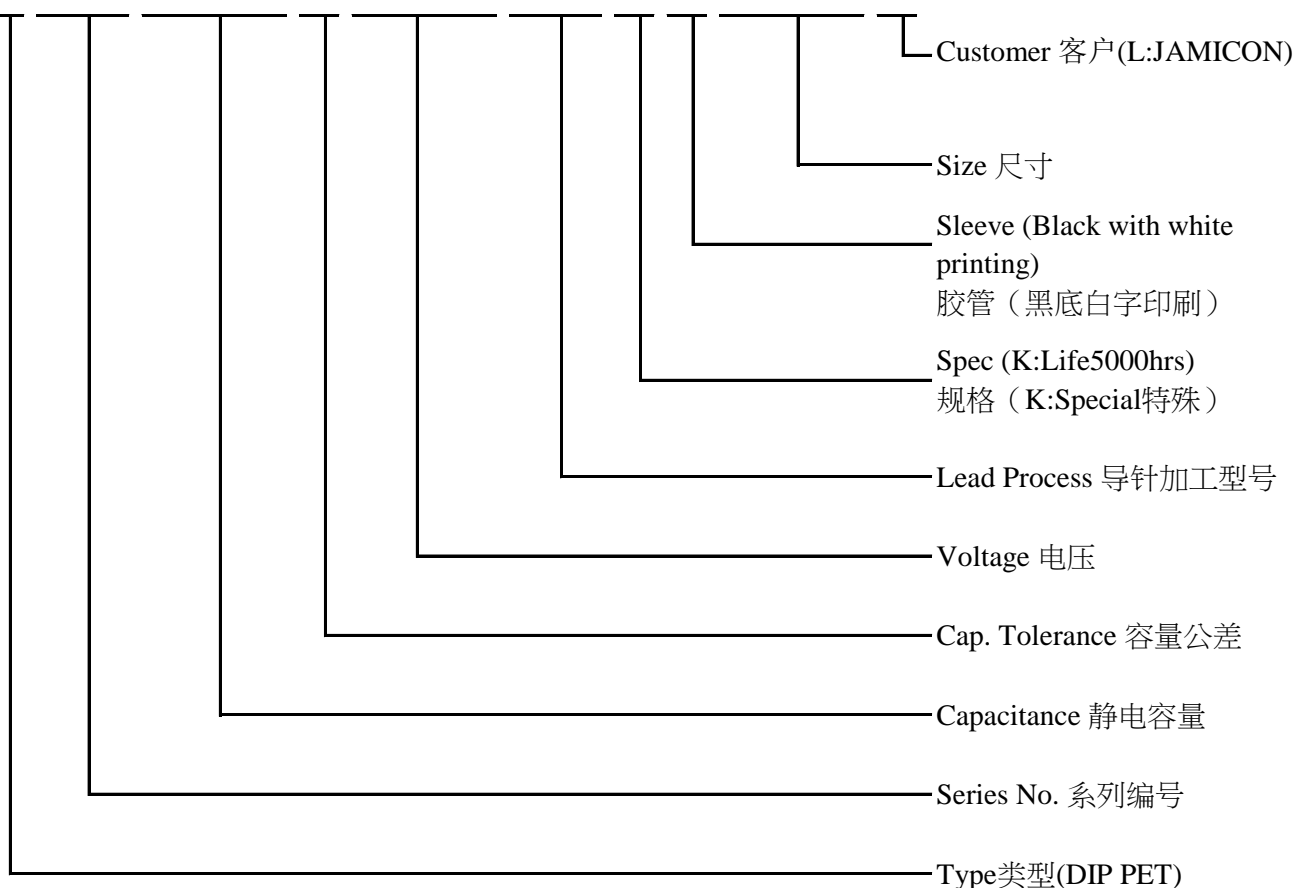 Customer 客户(L:JAMICON)
Size 尺寸
Sleeve (Black with white
printing)
胶管（黑底白字印刷）
Spec (K:Life5000hrs)
规格（K:Special特殊）
Lead Process 导针加工型号
Voltage 电压
Cap. Tolerance 容量公差
Capacitance 静电容量
Series No. 系列编号
Type类型(DIP PET)